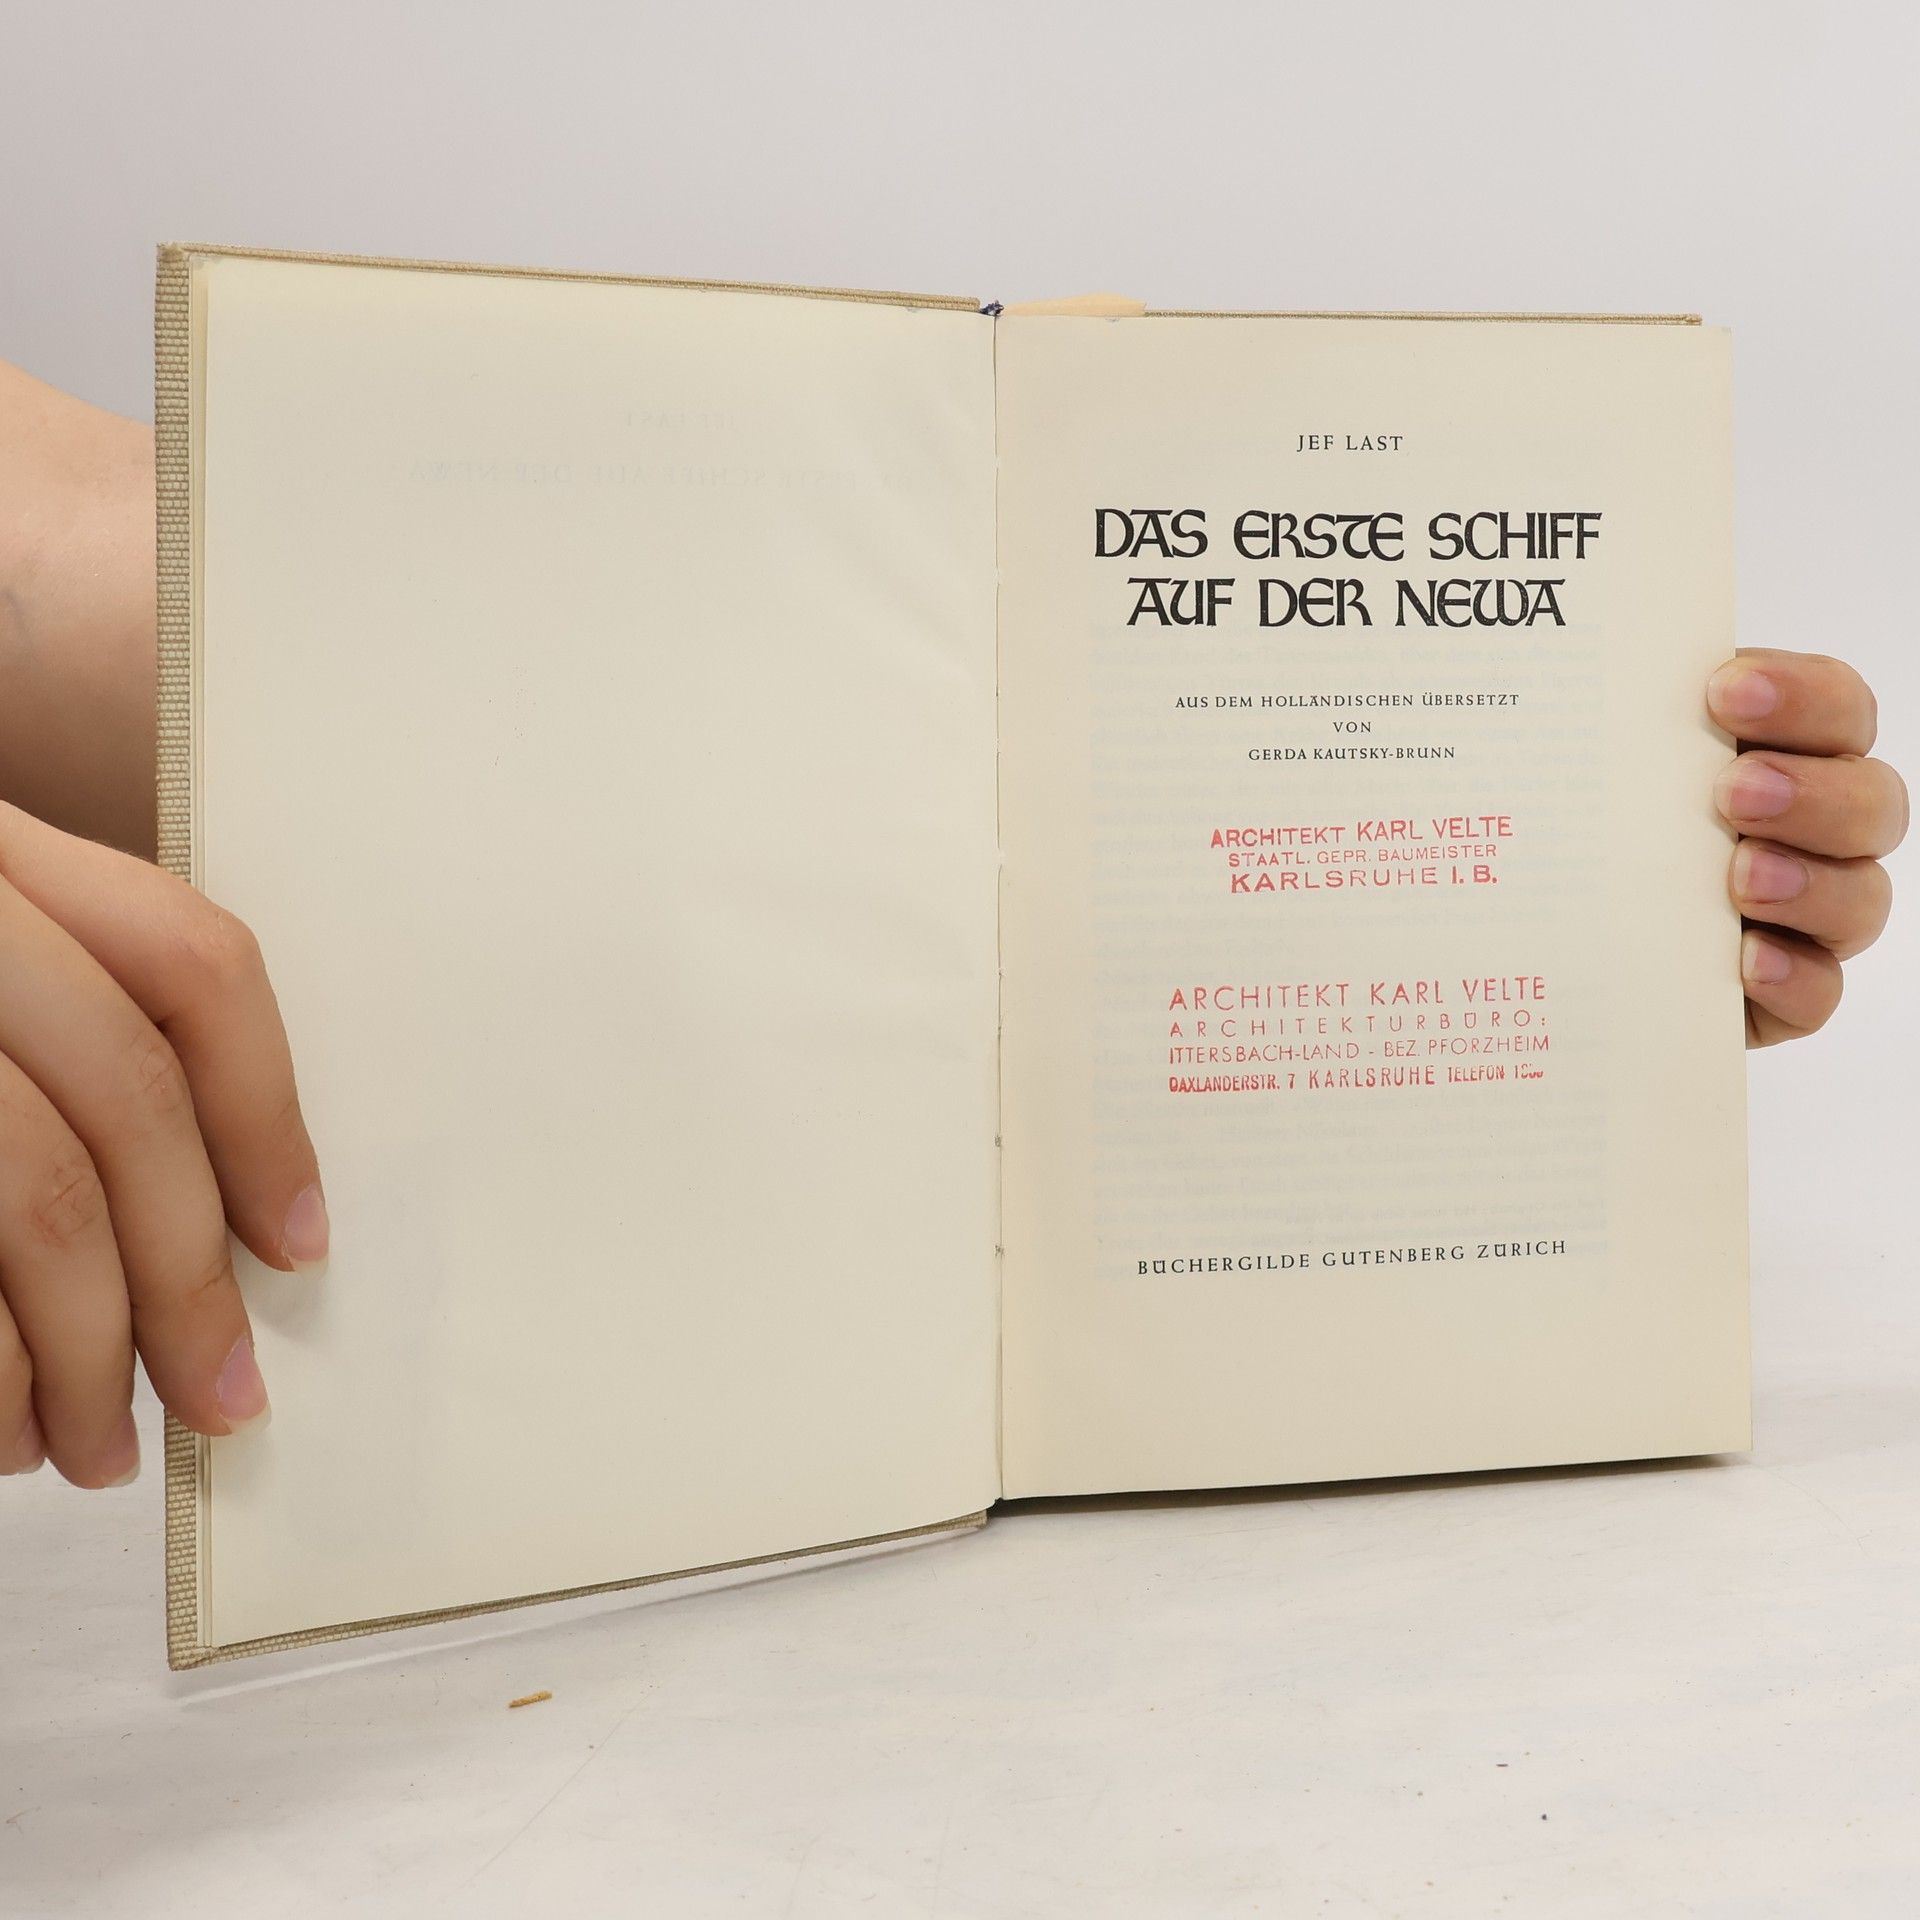 JEF LAST
DAS ERSTE SCHIFF
AUF DER NEWA
AUS DEM HOLLÄNDISCHEN ÜBERSETZT
VON
GERDA KAUTSKY-BRUNN
ARCHITEKT KARL VELTE
STAATL. GEPR. BAUMEISTER
KARLSRUHE I. B.
ARCHITEKT KARL VELTE
ARCHITEKTURBÜRO:
ITTERSBACH-LAND - BEZ. PFORZHEIM
DAXLANDERSTR. 7 KARLSRUHE TELEFON
BÜCHERGILDE GUTENBERG ZÜRICH